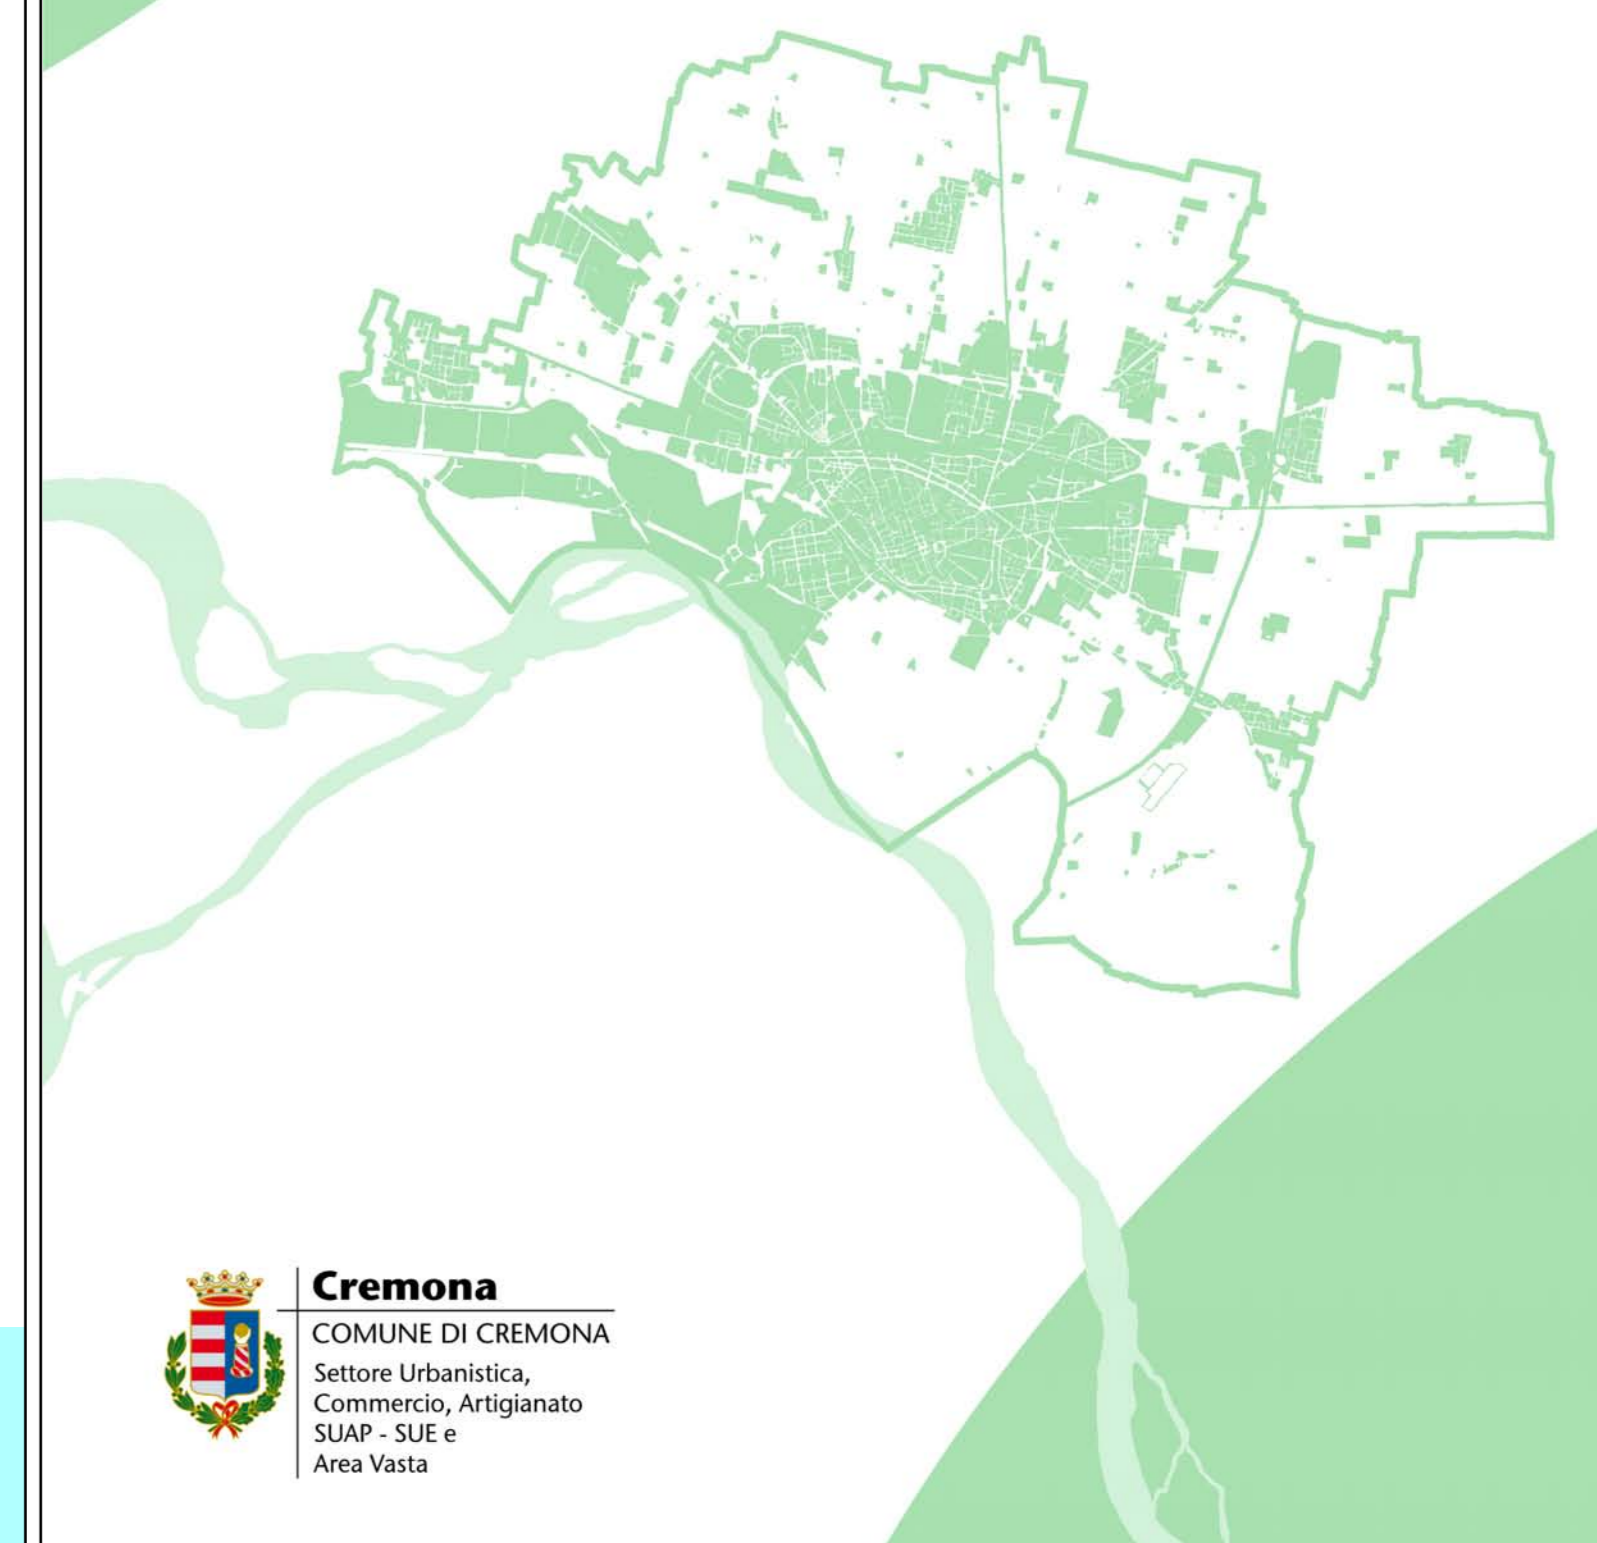 Cremona
COMUNE DI CREMONA
Settore Urbanistica,
Commercio, Artigianato
SUAP - SUE e
Area Vasta